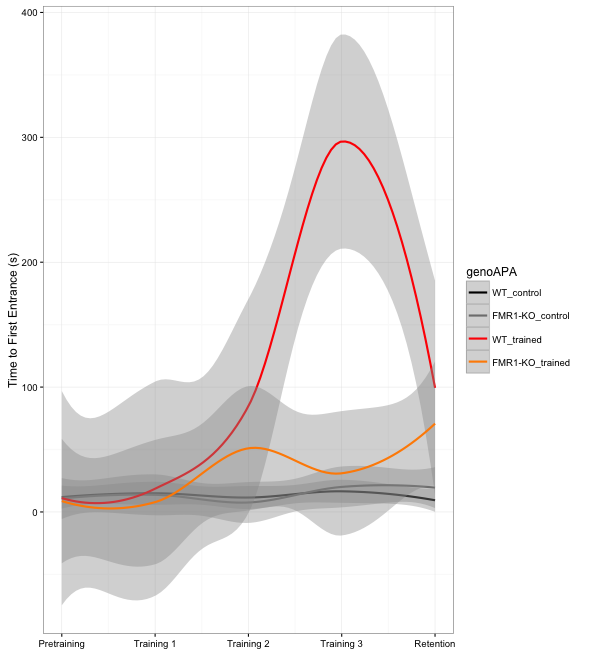 400
300
200
100
0
Time to First Entrance (s)
Pretraining
Training 1
Training 2
Training 3
Retention
genoAPA
WT_control
FMR1-KO_control
WT_trained
FMR1-KO_trained